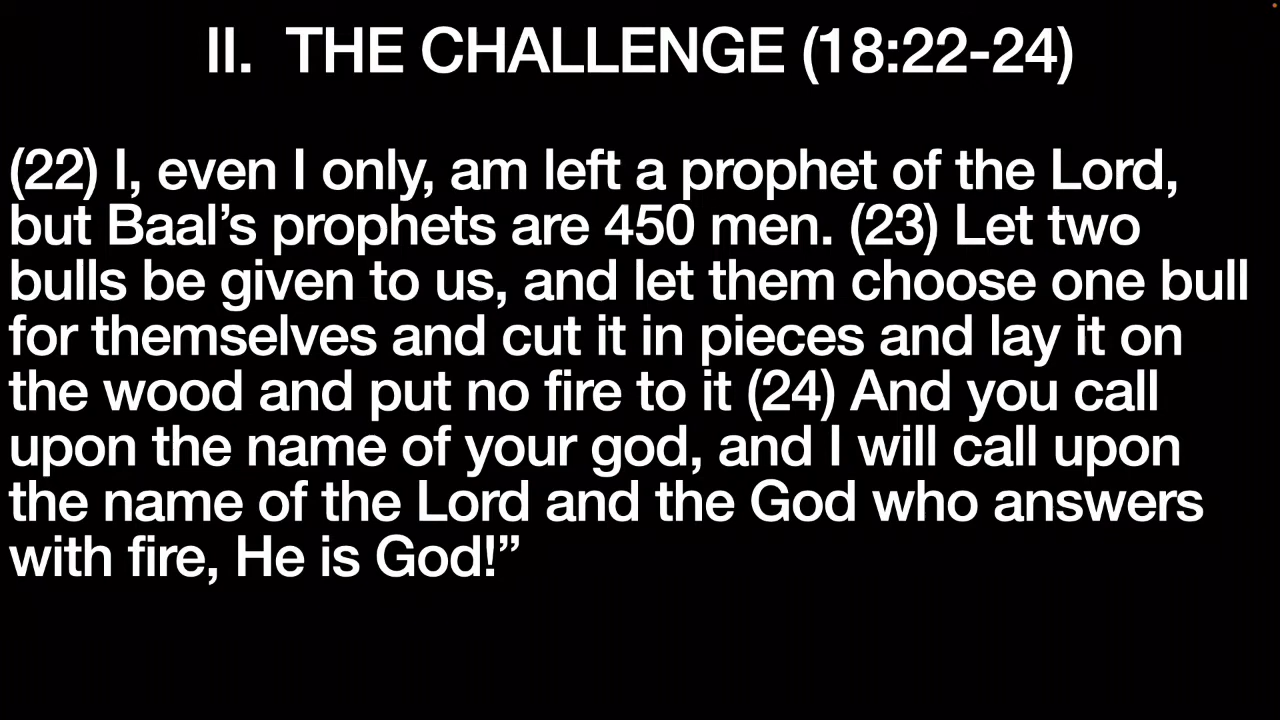 II.  THE CHALLENGE (18:22-24)
(22) I, even I only, am left a prophet of the Lord,
but Baal’s prophets are 450 men. (23) Let two
bulls be given to us, and let them choose one bull
for themselves and cut it in pieces and lay it on
the wood and put no fire to it (24) And you call
upon the name of your god, and I will call upon
the name of the Lord and the God who answers
with fire, He is God!”